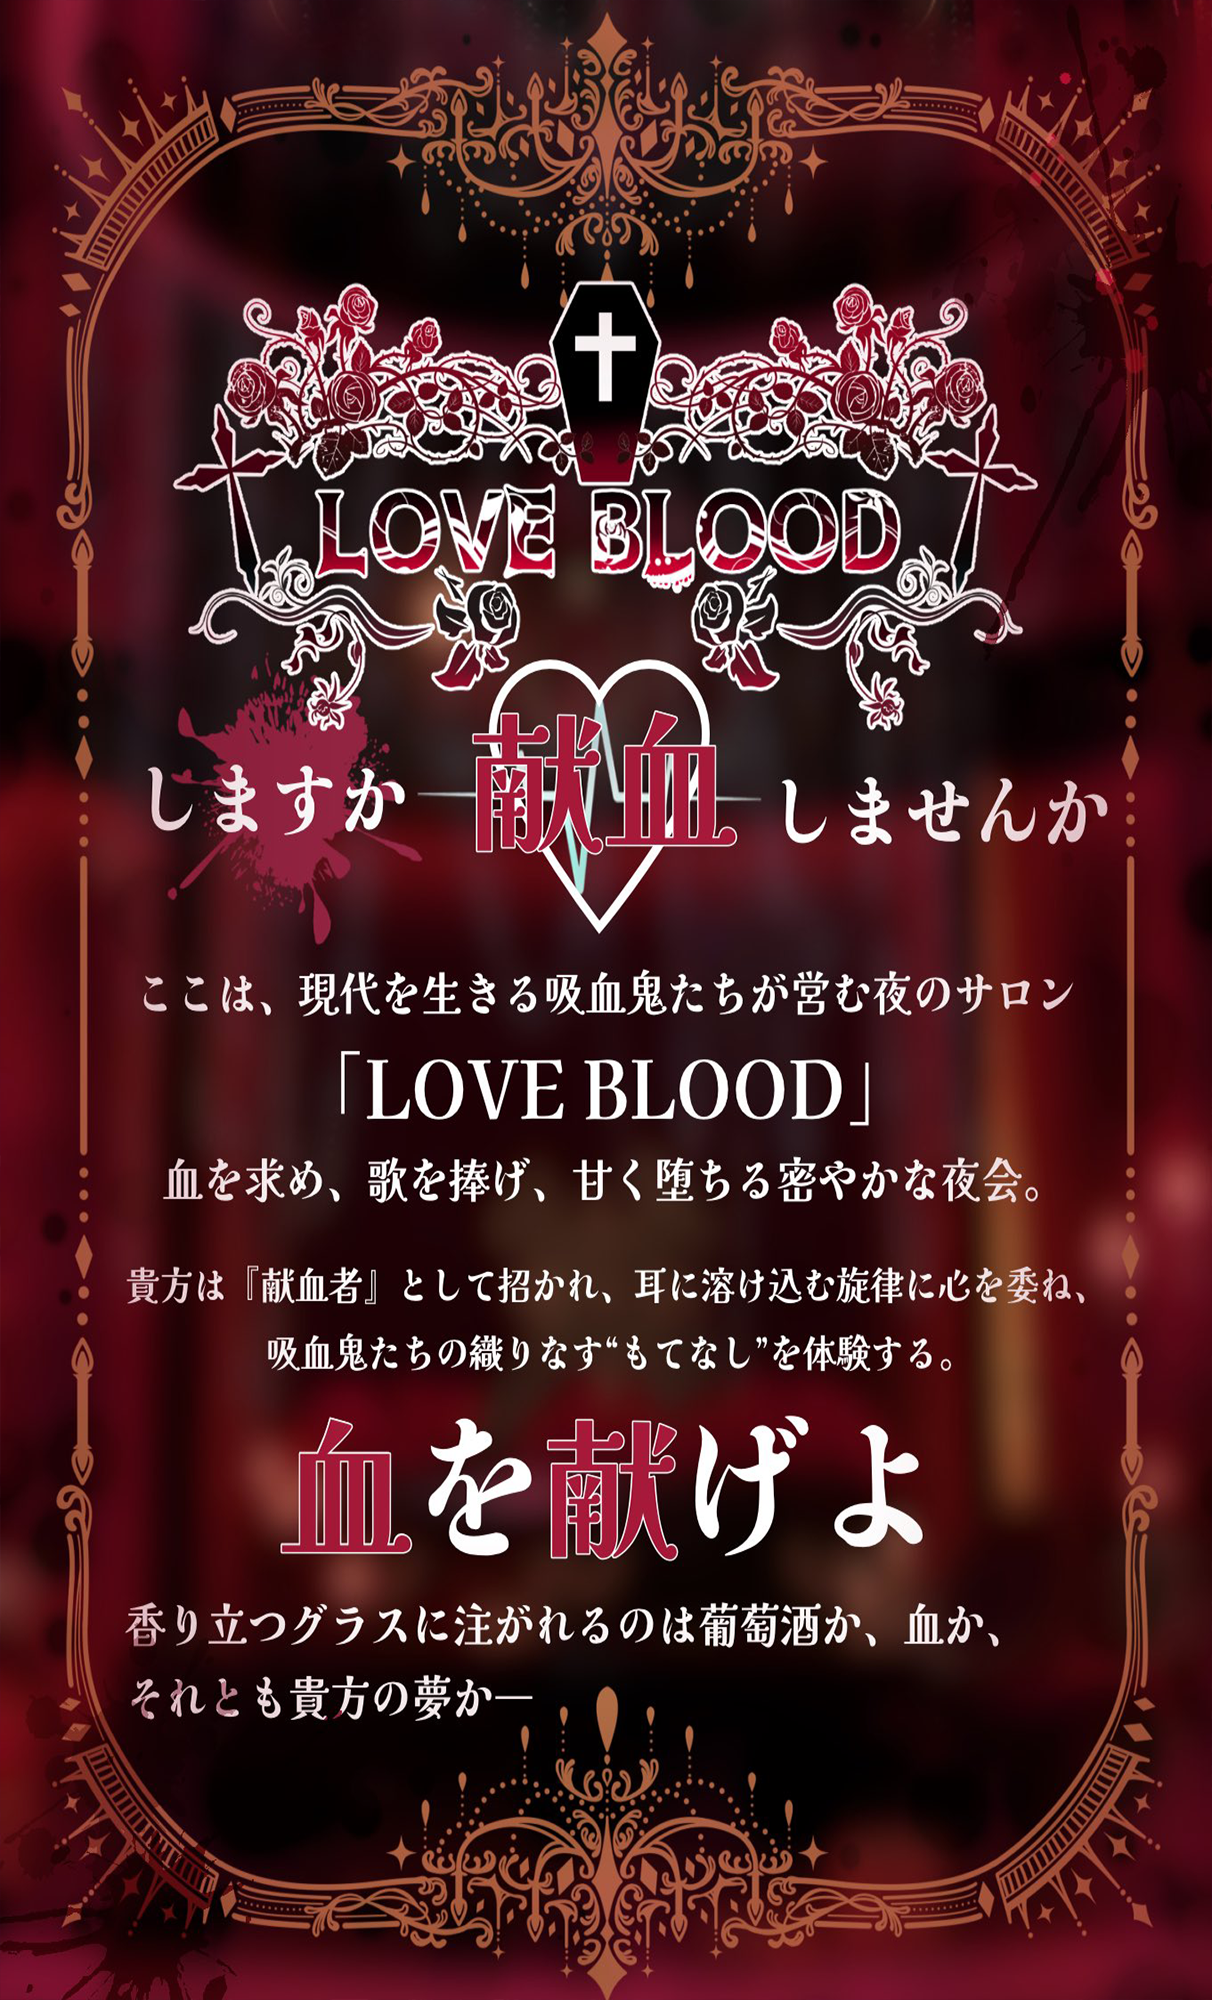 LOVE BLOOD
しますか 献血 しませんか
ここは、現代を生きる吸血鬼たちが営む夜のサロン
「LOVE BLOOD」
血を求め、歌を捧げ、甘く堕ちる密やかな夜会。
貴方は『献血者』として招かれ、耳に溶け込む旋律に心を委ね、
吸血鬼たちの織りなす“もてなし”を体験する。
血を献げよ
香り立つグラスに注がれるのは葡萄酒か、血か、
それとも貴方の夢か―